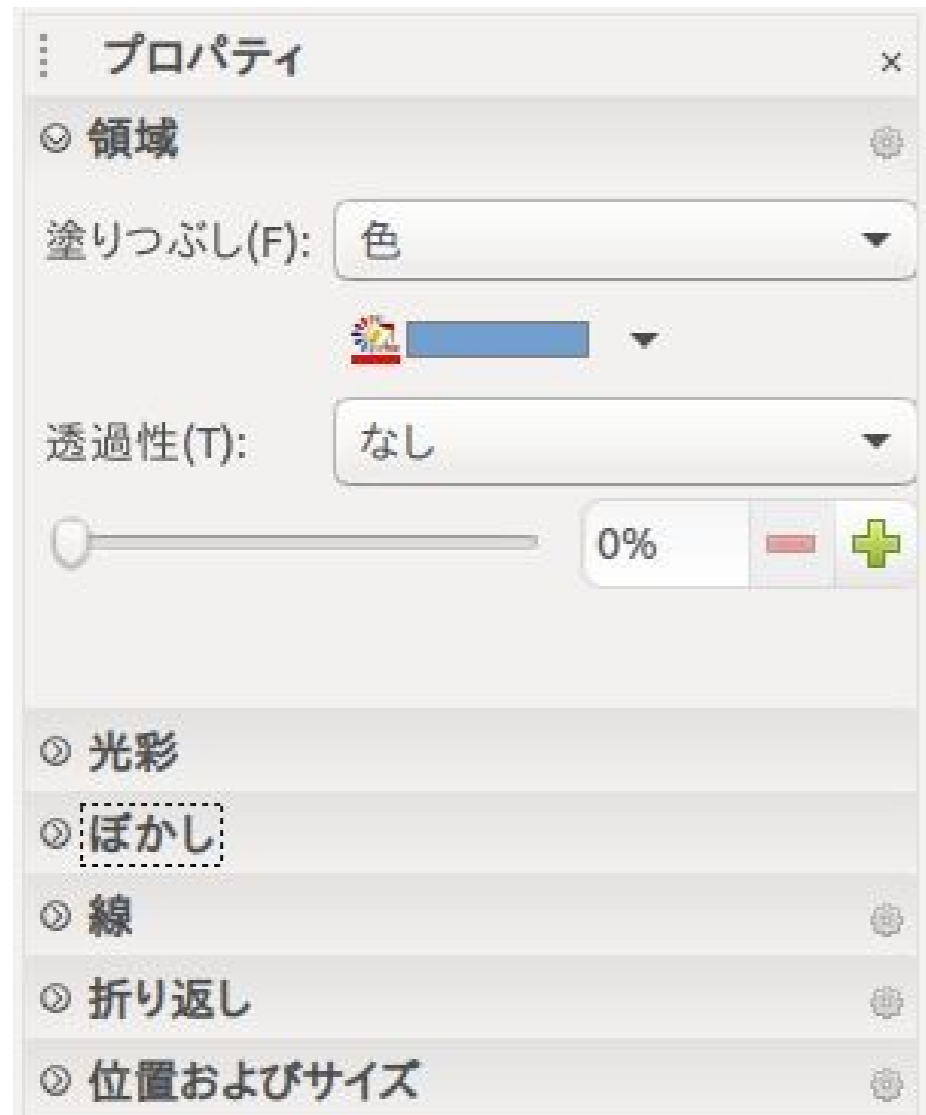 プロパティ
領域
塗りつぶし(F): 色
透過性(T): なし
0%
光彩
ぼかし
線
折り返し
位置およびサイズ